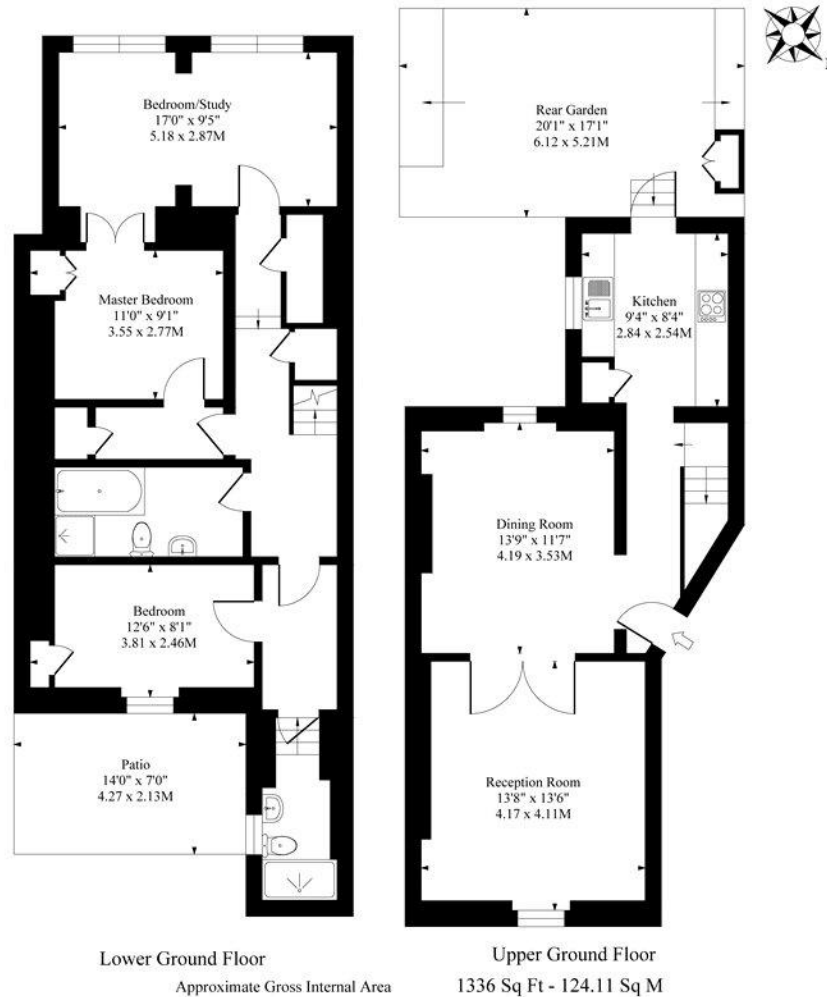 Bedroom/Study
17'0" x 9'5"
5.18 x 2.87M
Master Bedroom
11'0" x 9'1"
3.55 x 2.77M
Bedroom
12'6" x 8'1"
3.81 x 2.46M
Patio
14'0" x 7'0"
4.27 x 2.13M
Lower Ground Floor
Rear Garden
20'1" x 17'1"
6.12 x 5.21M
Kitchen
9'4" x 8'4"
2.84 x 2.54M
Dining Room
13'9" x 11'7"
4.19 x 3.53M
Reception Room
13'8" x 13'6"
4.17 x 4.11M
Upper Ground Floor
Approximate Gross Internal Area 1336 Sq Ft - 124.11 Sq M